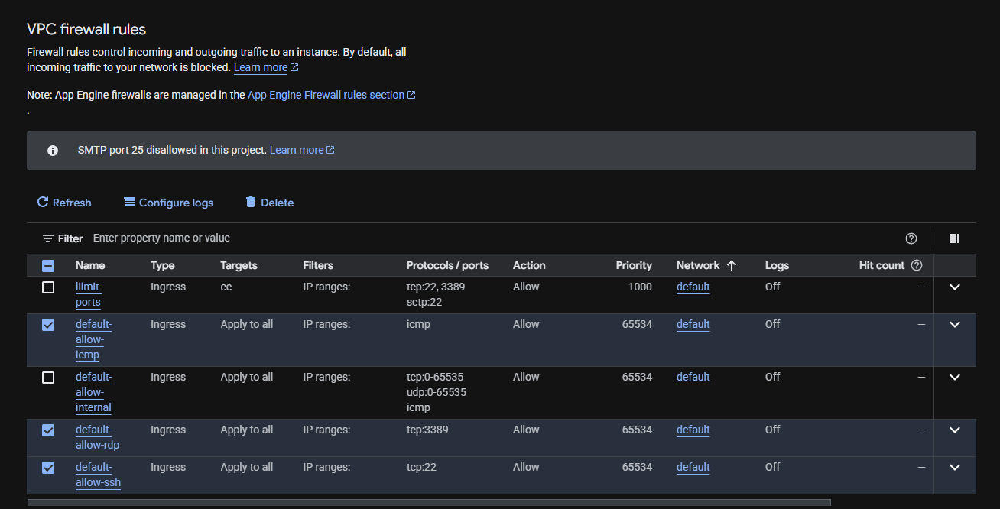 VPC firewall rules
Firewall rules control incoming and outgoing traffic to an instance. By default, all
incoming traffic to your network is blocked. Learn more
Note: App Engine firewalls are managed in the App Engine Firewall rules section
.
SMTP port 25 disallowed in this project. Learn more
Refresh Configure logs Delete
Filter Enter property name or value
Name Type Targets Filters Protocols / ports Action Priority Network Logs Hit count
liimit- Ingress cc IP ranges: tcp:22, 3389 Allow 1000 default Off —
ports sctp:22
default- Ingress Apply to all IP ranges: icmp Allow 65534 default Off —
allow-
icmp
default- Ingress Apply to all IP ranges: tcp:0-65535 Allow 65534 default Off —
allow- udp:0-65535
internal icmp
default- Ingress Apply to all IP ranges: tcp:3389 Allow 65534 default Off —
allow-rdp
default- Ingress Apply to all IP ranges: tcp:22 Allow 65534 default Off —
allow-ssh